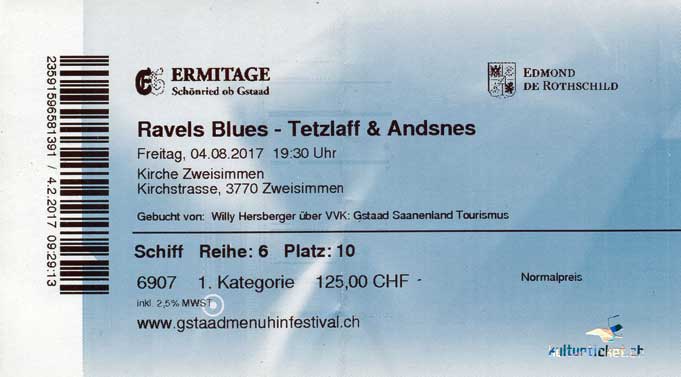 ERMITAGE
Schönried ob Gstaad
EDMOND
DE ROTHSCHILD
Ravels Blues - Tetzlaff & Andsnes
Freitag, 04.08.2017 19:30 Uhr
Kirche Zweisimmen
Kirchstrasse, 3770 Zweisimmen
Gebucht von: Willy Hersberger über VVK: Gstaad Saanenland Tourismus
Schiff Reihe: 6 Platz: 10
6907 1. Kategorie 125,00 CHF -
Normalpreis
inkl. 2,5% MWST
www.gstaadmenuhinfestival.ch
kulturticket.ch
23591596581391 / 4.2.2017 09:29:13